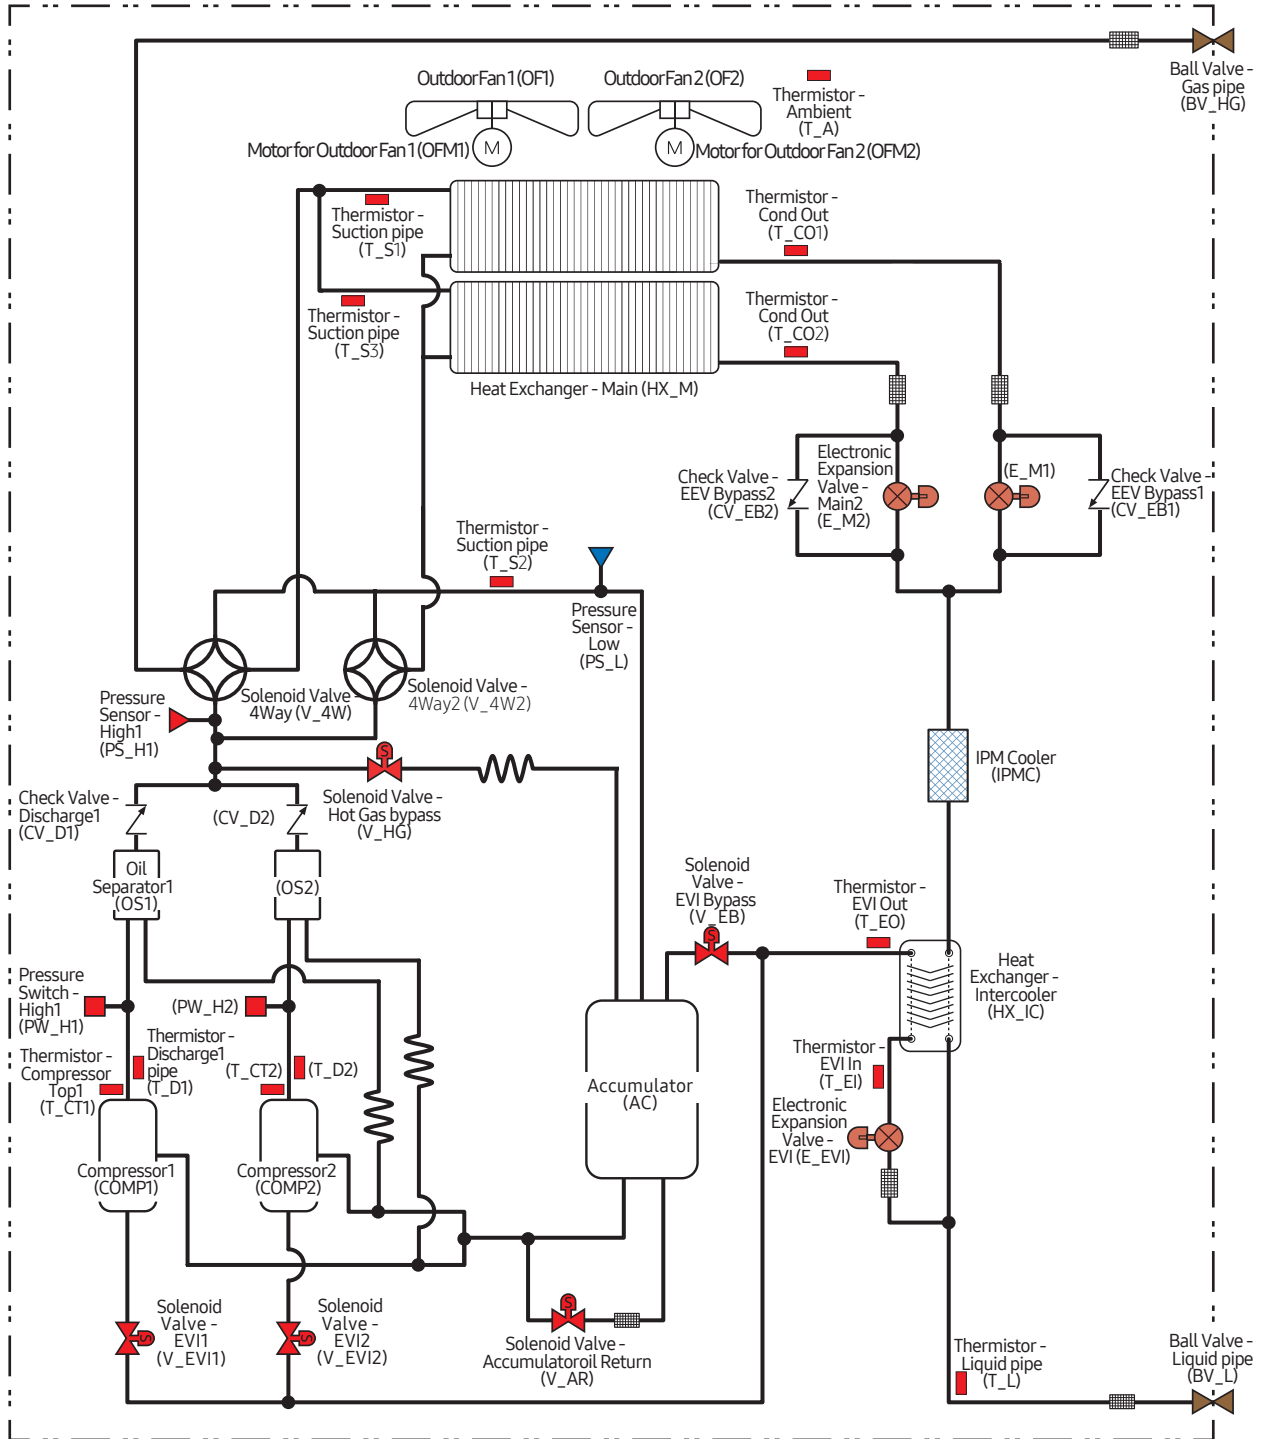 Ball Valve -
Gas pipe
(BV_HG)
Outdoor Fan 1 (OF1)
Outdoor Fan 2 (OF2)
Thermistor -
Ambient
(T_A)
Motor for Outdoor Fan 1 (OFM1)
M
M
Motor for Outdoor Fan 2 (OFM2)
Thermistor -
Suction pipe
(T_S1)
Thermistor -
Cond Out
(T_CO1)
Thermistor -
Suction pipe
(T_S3)
Thermistor -
Cond Out
(T_CO2)
Heat Exchanger - Main (HX_M)
Check Valve -
EEV Bypass2
(CV_EB2)
Electronic
Expansion
Valve -
Main2
(E_M2)
(E_M1)
Check Valve -
EEV Bypass1
(CV_EB1)
Thermistor -
Suction pipe
(T_S2)
Pressure
Sensor -
Low
(PS_L)
Pressure
Sensor -
High1
(PS_H1)
Solenoid Valve -
4Way (V_4W)
Solenoid Valve -
4Way2 (V_4W2)
IPM Cooler
(IPMC)
Check Valve -
Discharge1
(CV_D1)
(CV_D2)
S
Solenoid Valve -
Hot Gas bypass
(V_HG)
Oil
Separator1
(OS1)
(OS2)
Solenoid
Valve -
EVI Bypass
(V_EB)
S
Thermistor -
EVI Out
(T_EO)
Heat
Exchanger -
Intercooler
(HX_IC)
Pressure
Switch -
High1
(PW_H1)
(PW_H2)
Thermistor -
Discharge1
pipe
(T_D1)
Thermistor -
Compressor
Top1
(T_CT1)
(T_CT2)
(T_D2)
Thermistor -
EVI In
(T_EI)
Accumulator
(AC)
Electronic
Expansion
Valve -
EVI (E_EVI)
Compressor1
(COMP1)
Compressor2
(COMP2)
Solenoid
Valve -
EVI1
(V_EVI1)
S
Solenoid
Valve -
EVI2
(V_EVI2)
S
S
Solenoid Valve -
Accumulatoroil Return
(V_AR)
Thermistor -
Liquid pipe
(T_L)
Ball Valve -
Liquid pipe
(BV_L)